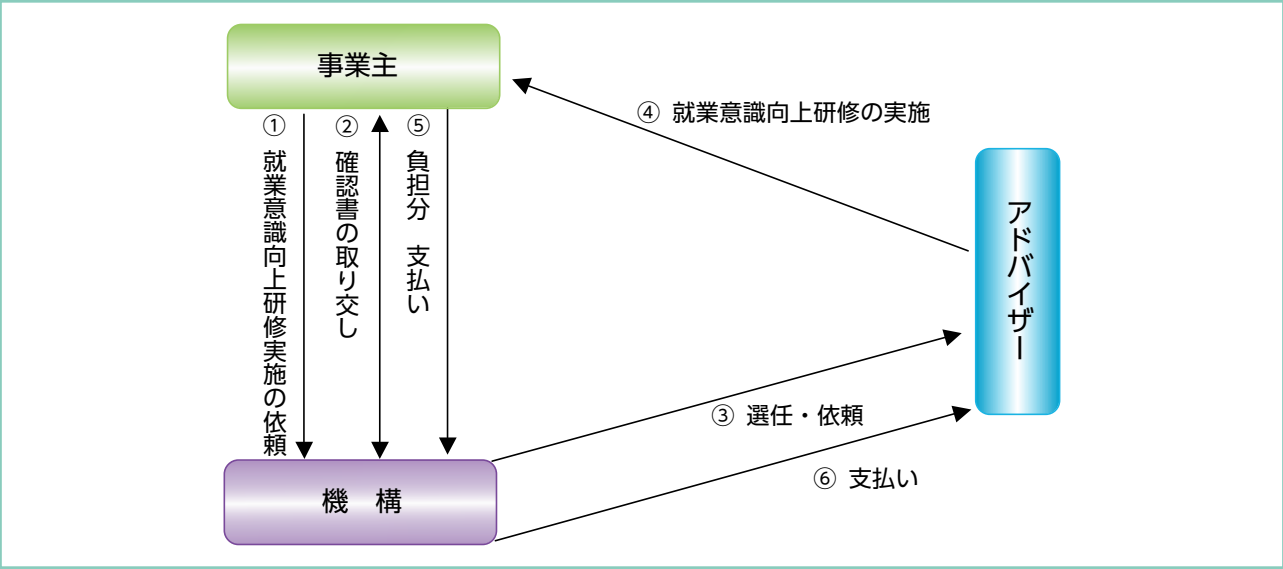 事業主
① 就業意識向上研修実施の依頼
② 確認書の取り交し
⑤ 負担分 支払い
④ 就業意識向上研修の実施
アドバイザー
③ 選任・依頼
⑥ 支払い
機 構